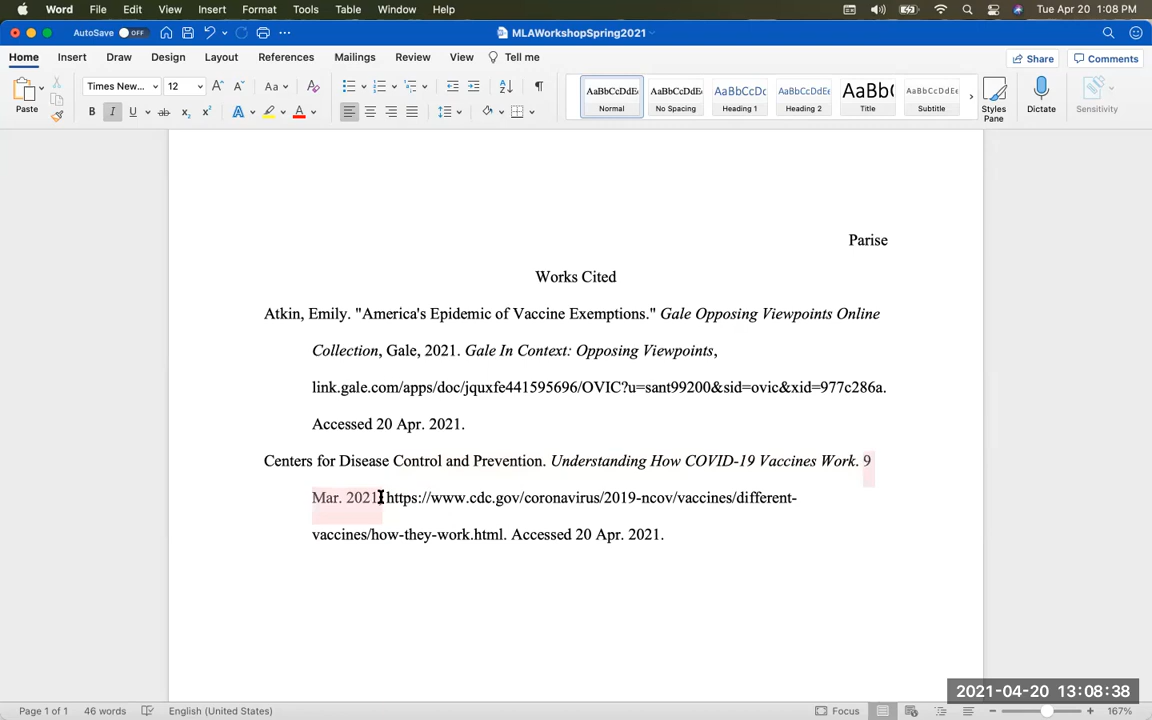 Word File Edit View Insert Format Tools Table Window Help Tue Apr 20 1:08 PM
AutoSave OFF MLAWorkshopSpring2021
Home Insert Draw Design Layout References Mailings Review View Tell me Share Comments
Paste Times New... 12 Aa AaBbCcDdEe AaBbCcDdEe AaBbCcDc AaBbCcDdEe AaBbCcDdEe AaBbCcDdEe Dictate Sensitivity
B I U ab x₂ x² A A Normal No Spacing Heading 1 Heading 2 Title Subtitle Styles Pane
Parise
Works Cited
Atkin, Emily. "America's Epidemic of Vaccine Exemptions." Gale Opposing Viewpoints Online
Collection, Gale, 2021. Gale In Context: Opposing Viewpoints,
link.gale.com/apps/doc/jquxfe441595696/OVIC?u=sant99200&sid=ovic&xid=977c286a.
Accessed 20 Apr. 2021.
Centers for Disease Control and Prevention. Understanding How COVID-19 Vaccines Work. 9
Mar. 2021, https://www.cdc.gov/coronavirus/2019-ncov/vaccines/different-
vaccines/how-they-work.html. Accessed 20 Apr. 2021.
2021-04-20 13:08:38
Page 1 of 1 46 words English (United States) Focus 167%